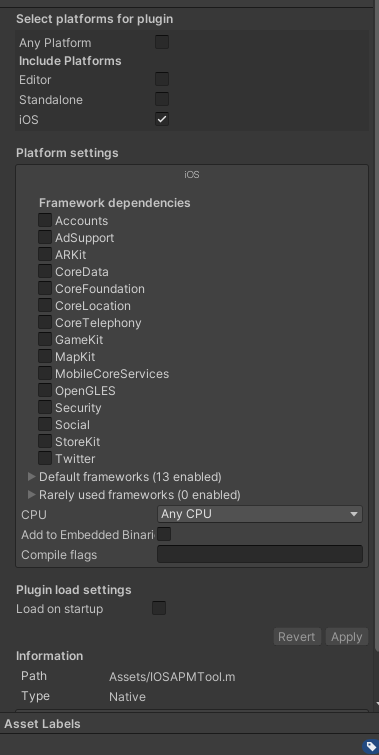 Select platforms for plugin
Any Platform
Include Platforms
Editor
Standalone
iOS
Platform settings
iOS
Framework dependencies
Accounts
AdSupport
ARKit
CoreData
CoreFoundation
CoreLocation
CoreTelephony
GameKit
MapKit
MobileCoreServices
OpenGLES
Security
Social
StoreKit
Twitter
Default frameworks (13 enabled)
Rarely used frameworks (0 enabled)
CPU Any CPU
Add to Embedded Binari
Compile flags
Plugin load settings
Load on startup
Revert Apply
Information
Path Assets/IOSAPMTool.m
Type Native
Asset Labels